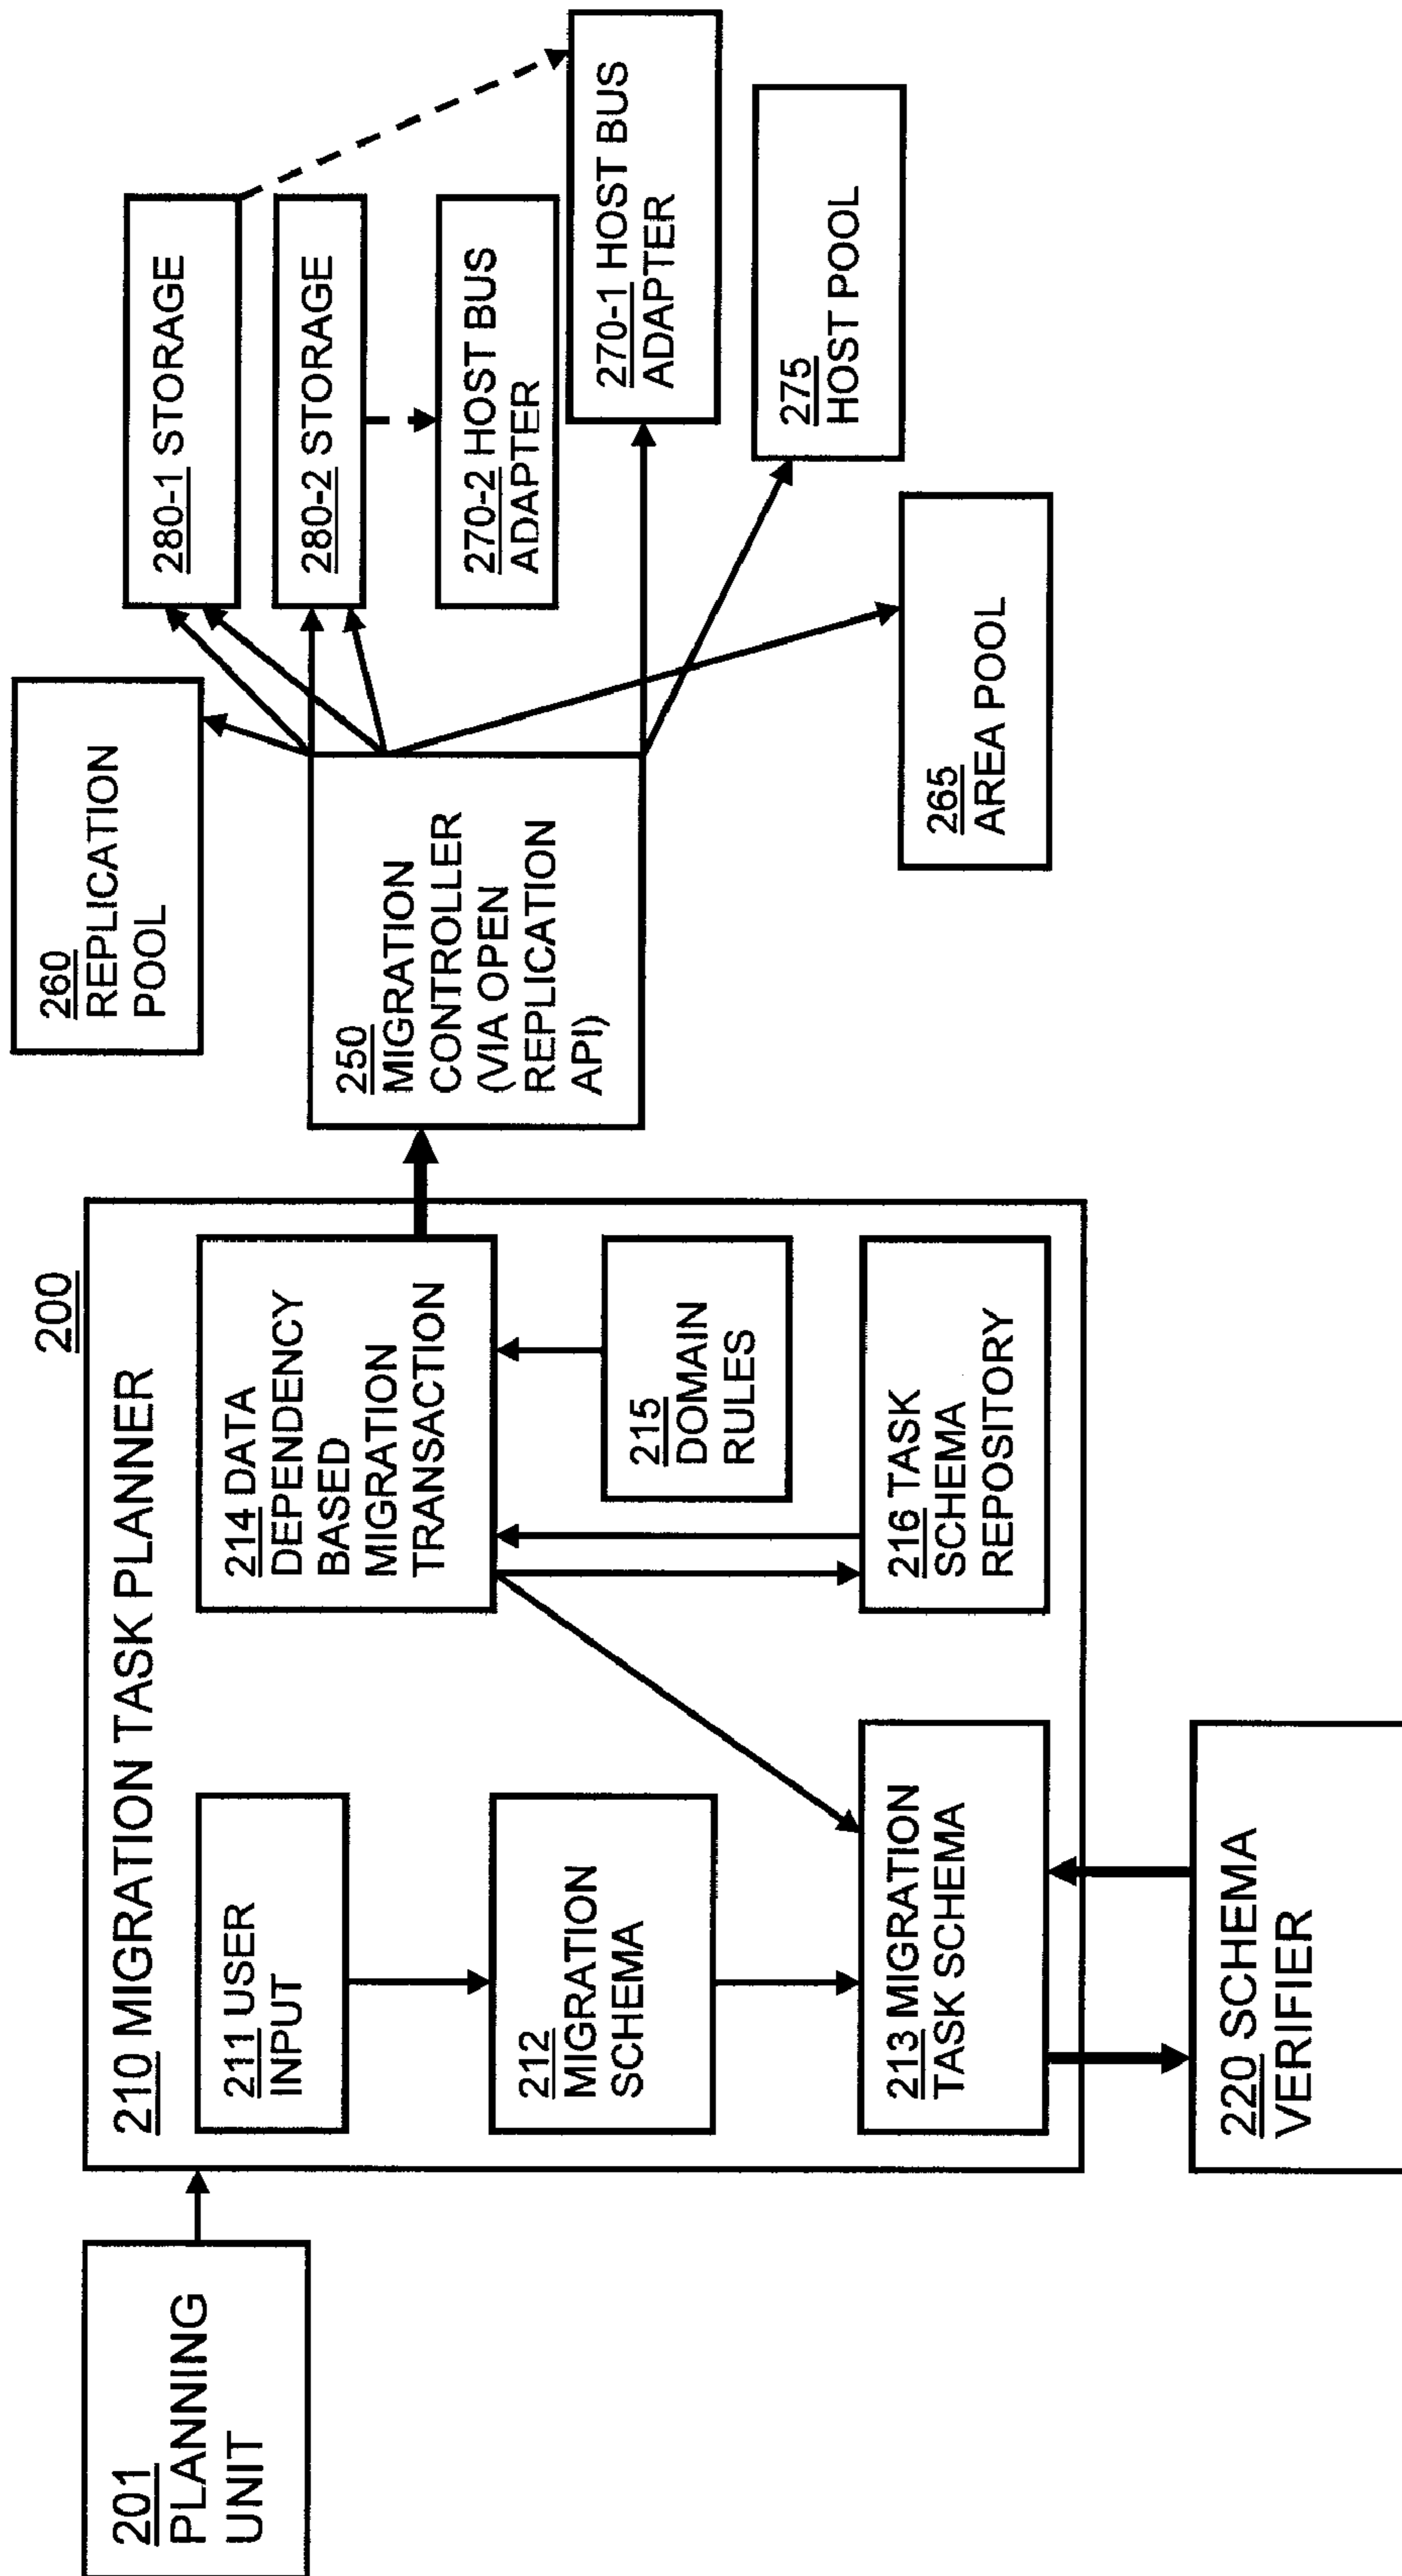 200
201
PLANNING
UNIT
210 MIGRATION TASK PLANNER
211 USER
INPUT
212
MIGRATION
SCHEMA
213 MIGRATION
TASK SCHEMA
214 DATA
DEPENDENCY
BASED
MIGRATION
TRANSACTION
215
DOMAIN
RULES
216 TASK
SCHEMA
REPOSITORY
220 SCHEMA
VERIFIER
250
MIGRATION
CONTROLLER
(VIA OPEN
REPLICATION
API)
260
REPLICATION
POOL
280-1 STORAGE
280-2 STORAGE
270-2 HOST BUS
ADAPTER
270-1 HOST BUS
ADAPTER
275
HOST POOL
265
AREA POOL